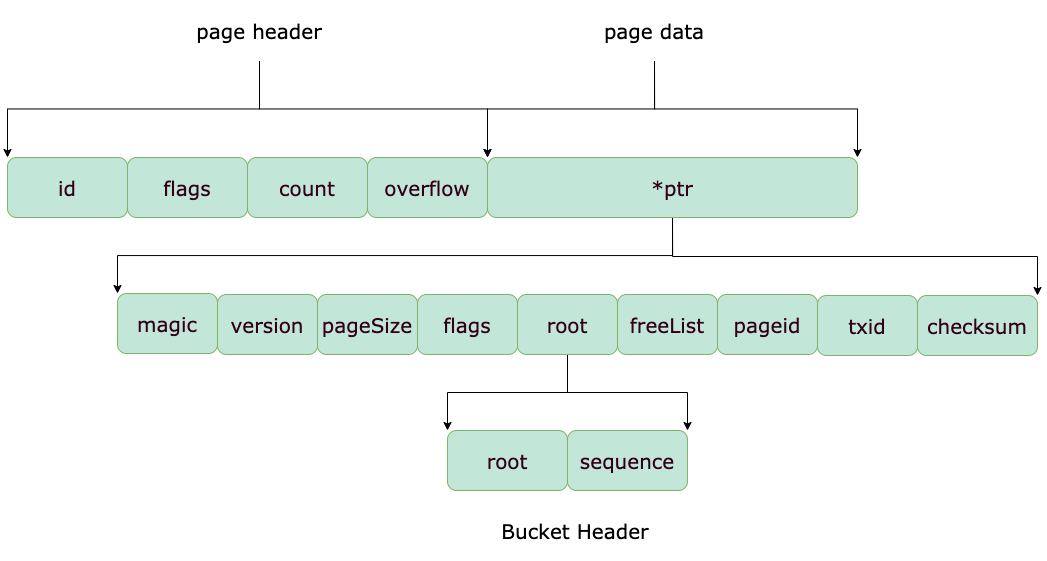 page header page data
id flags count overflow *ptr
magic version pageSize flags root freeList pageid txid checksum
root sequence
Bucket Header